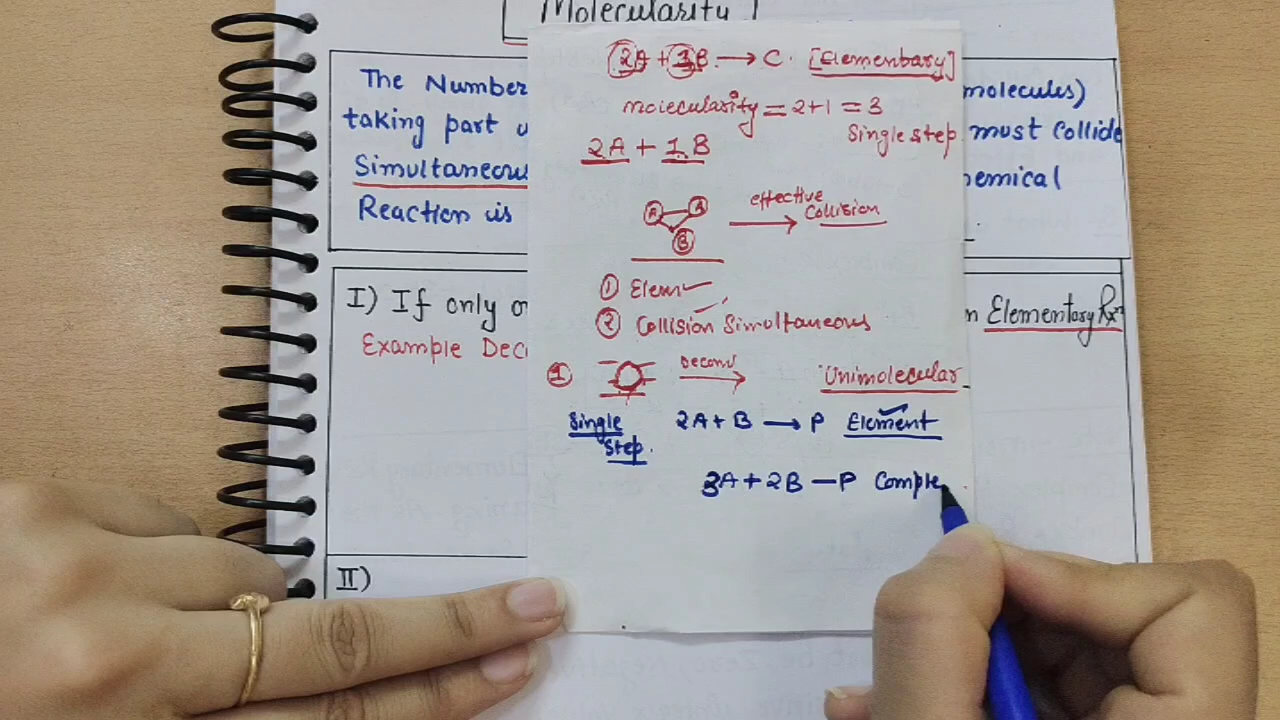 Molecularity
2A + 1B → C. [Elementary]
molecularity = 2+1 = 3
Single step.
2A + 1B
A A B effective Collision
① Elem
② Collision Simultaneous
① Decom Unimolecular
Single Step. 2A + B → P Element
3A + 2B — P Comple
The Number molecules)
taking part must Collide
Simultaneous hemical
Reaction is
I) If only on Elementary Rxn
Example Dec
II)